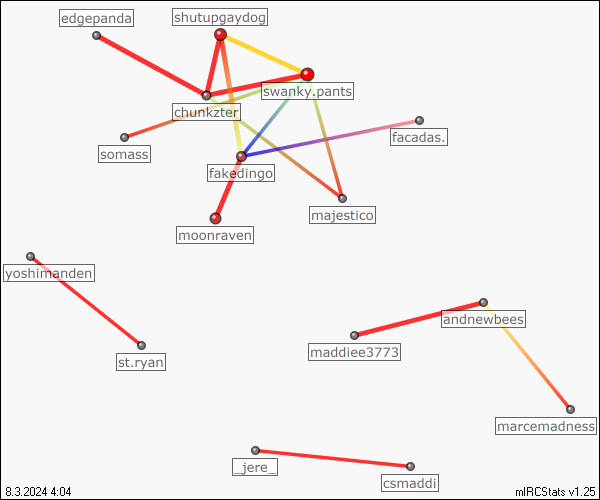 shutupgaydog
edgepanda
swanky.pants
chunkzter
facadas.
somass
fakedingo
majestico
moonraven
yoshimanden
andnewbees
maddiee3773
st.ryan
marcemadness
_jere_
csmaddi
8.3.2024 4:04
mIRCStats v1.25